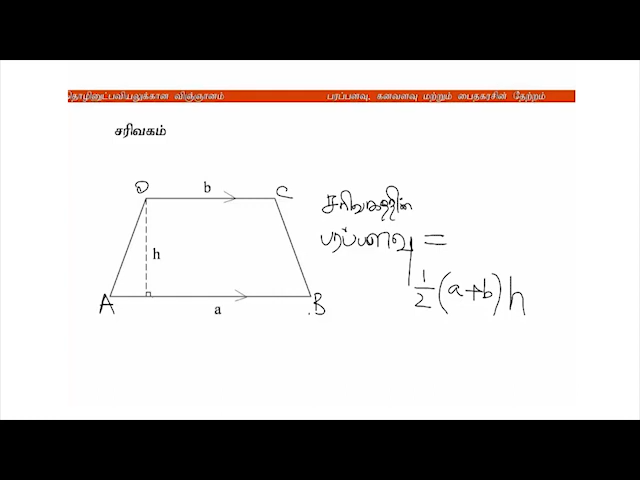 தொழினுட்பவியலுக்கான விஞ்ஞானம் பரப்பளவு, கனவளவு மற்றும் பைதகரசின் தேற்றம்
சரிவகம்
D b C
h
A a B
சரிவகத்தின்
பரப்பளவு =
1/2 (a+b) h